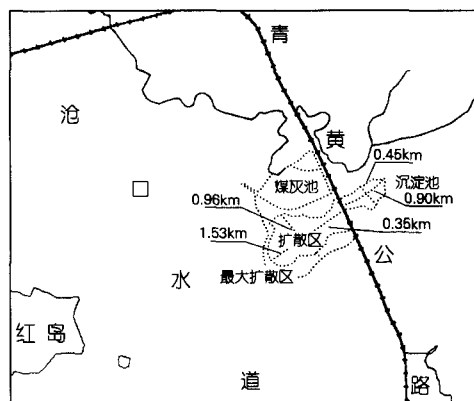 青
沧
黄
0.45km
煤灰池
沉淀池
0.96km
0.90km
0.35km
1.53km
扩散区
公
水
最大扩散区
红岛
道
路